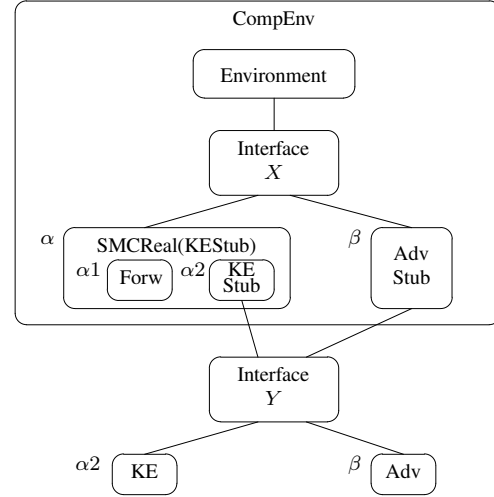 CompEnv
Environment
Interface
X
α
SMCReal(KEStub)
α1
Forw
α2
KE
Stub
β
Adv
Stub
Interface
Y
α2
KE
β
Adv